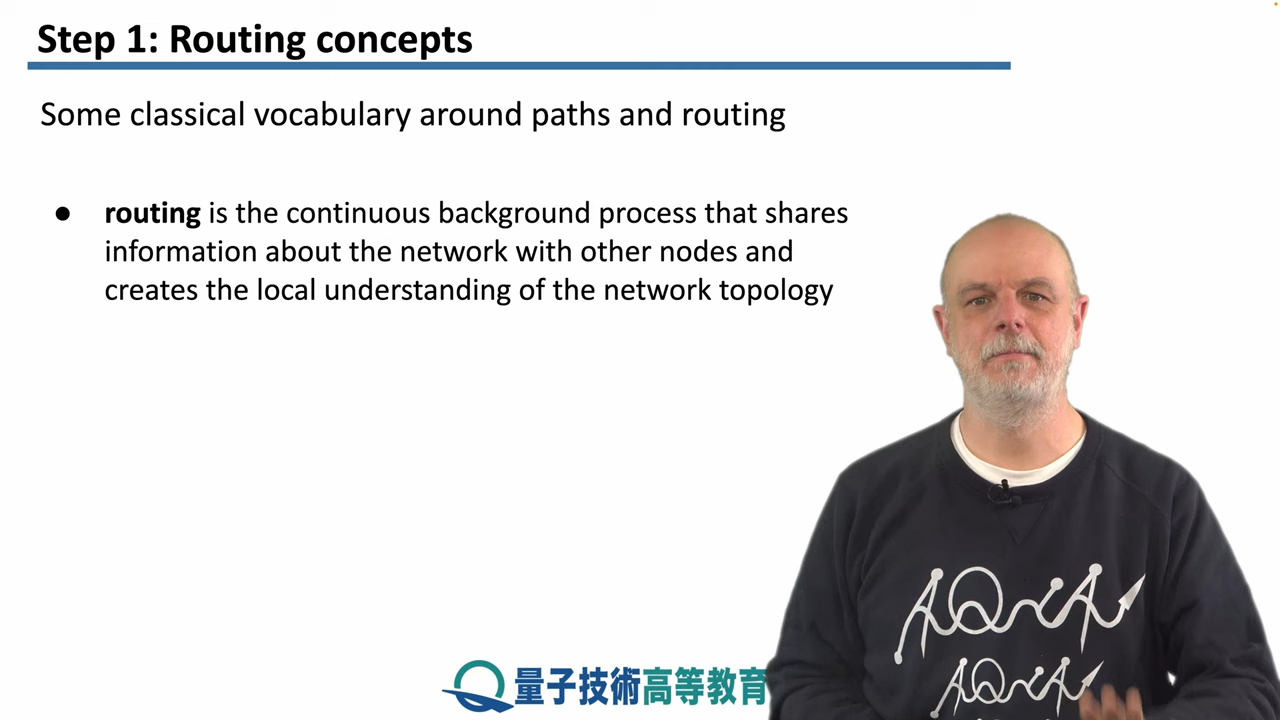 Step 1: Routing concepts
Some classical vocabulary around paths and routing
● routing is the continuous background process that shares
information about the network with other nodes and
creates the local understanding of the network topology
AQUA
AQUA
量子技術高等教育